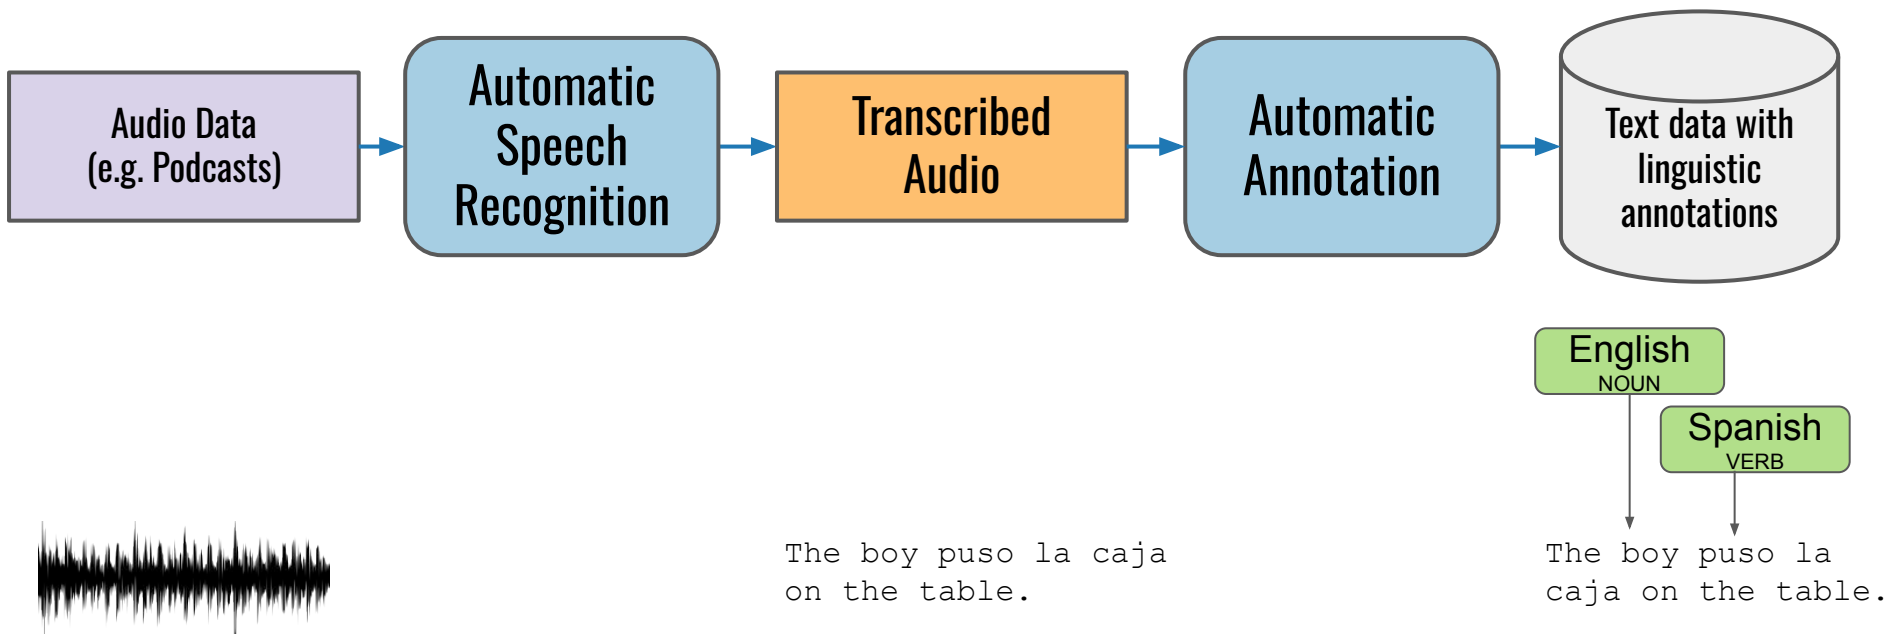 Audio Data
(e.g. Podcasts)
Automatic
Speech
Recognition
Transcribed
Audio
Automatic
Annotation
Text data with
linguistic
annotations
English
NOUN
Spanish
VERB
The boy puso la caja
on the table.
The boy puso la
caja on the table.